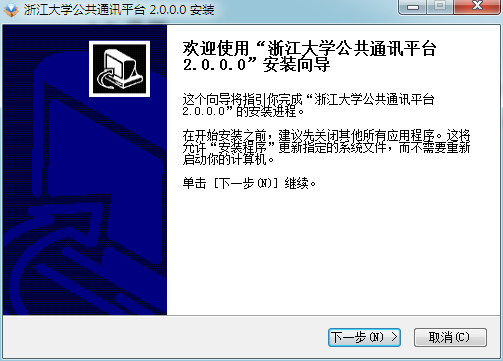 浙江大学公共通讯平台 2.0.0.0 安装
欢迎使用“浙江大学公共通讯平台
2.0.0.0”安装向导
这个向导将指引你完成“浙江大学公共通讯平台
2.0.0.0”的安装进程。
在开始安装之前，建议先关闭其他所有应用程序。这将
允许“安装程序”更新指定的系统文件，而不需要重新
启动你的计算机。
单击 [下一步(N)] 继续。
下一步(N) >
取消(C)